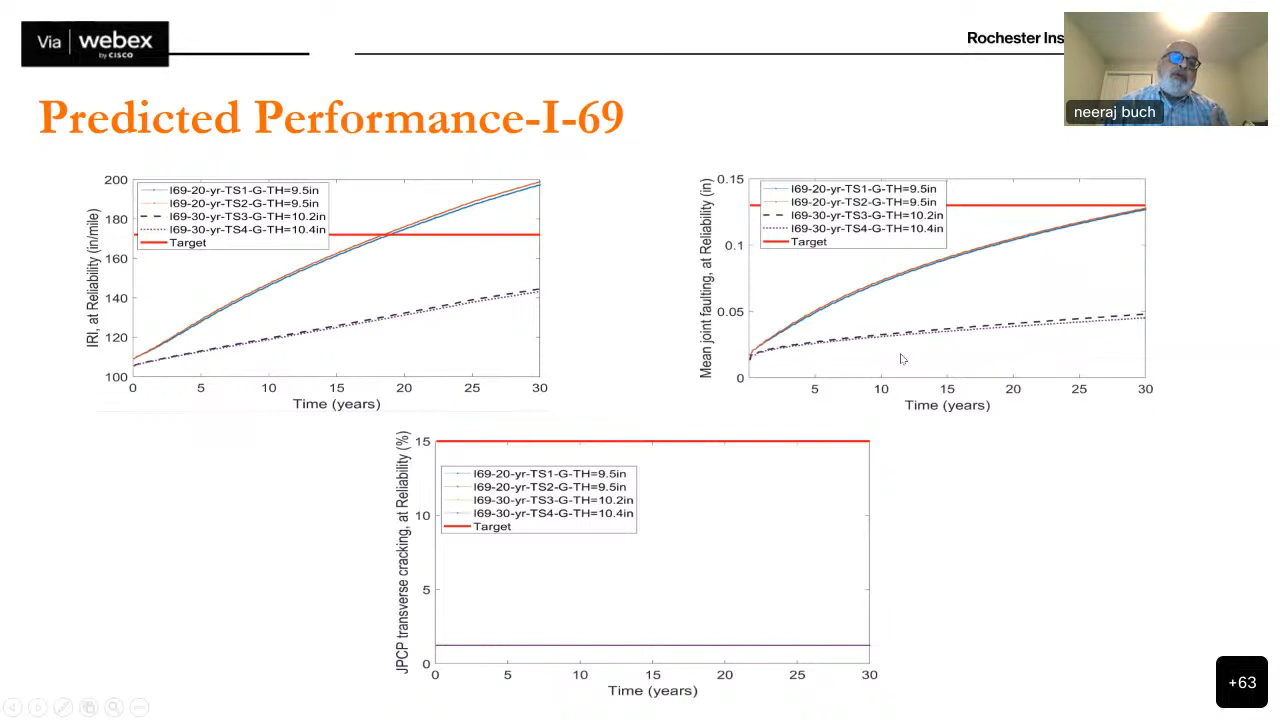 Via webex
by CISCO
Rochester Ins
neeraj buch
Predicted Performance-I-69
200
180
160
140
120
100
0 5 10 15 20 25 30
IRI, at Reliability (in/mile)
Time (years)
I69-20-yr-TS1-G-TH=9.5in
I69-20-yr-TS2-G-TH=9.5in
I69-30-yr-TS3-G-TH=10.2in
I69-30-yr-TS4-G-TH=10.4in
Target
0.15
0.1
0.05
0
5 10 15 20 25 30
Mean joint faulting, at Reliability (in)
Time (years)
I69-20-yr-TS1-G-TH=9.5in
I69-20-yr-TS2-G-TH=9.5in
I69-30-yr-TS3-G-TH=10.2in
I69-30-yr-TS4-G-TH=10.4in
Target
15
10
5
0
0 5 10 15 20 25 30
JPCP transverse cracking, at Reliability (%)
Time (years)
I69-20-yr-TS1-G-TH=9.5in
I69-20-yr-TS2-G-TH=9.5in
I69-30-yr-TS3-G-TH=10.2in
I69-30-yr-TS4-G-TH=10.4in
Target
+63